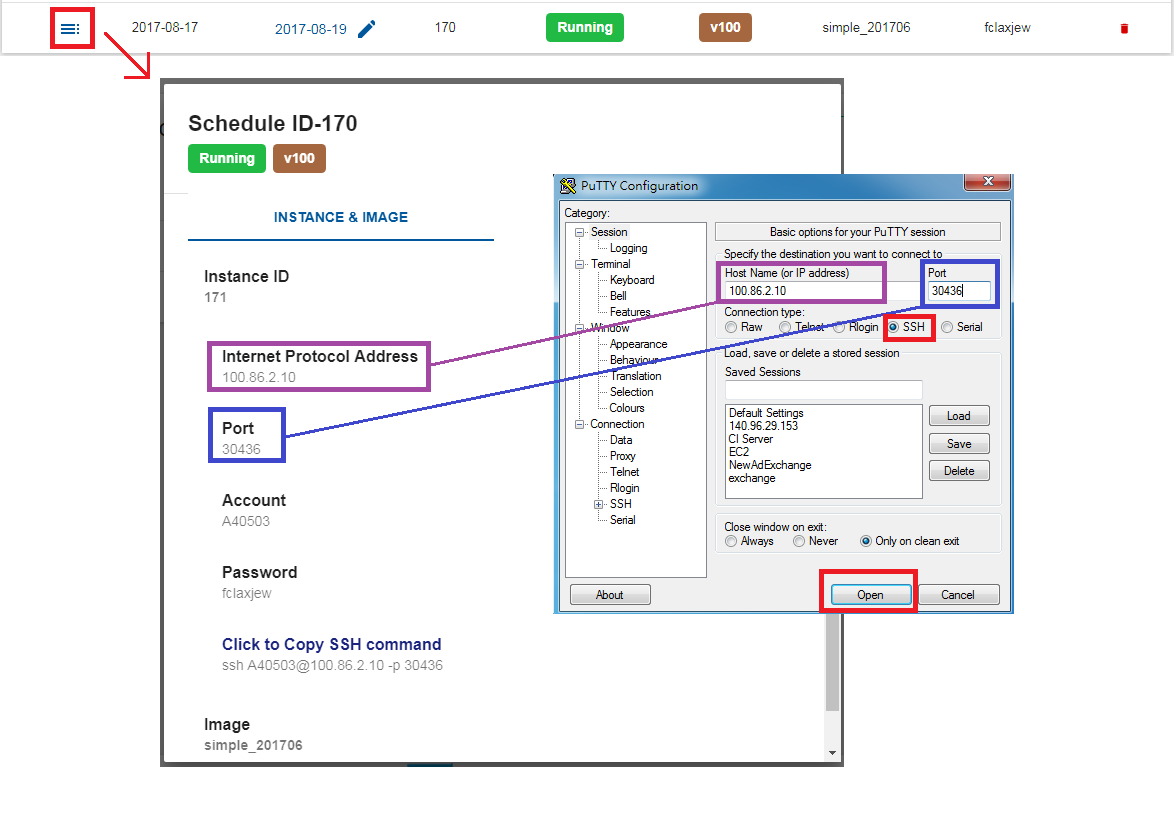 2017-08-17 2017-08-19 170 Running v100 simple_201706 fclaxjew
Schedule ID-170
Running v100
INSTANCE & IMAGE
Instance ID
171
Internet Protocol Address
100.86.2.10
Port
30436
Account
A40503
Password
fclaxjew
Click to Copy SSH command
ssh A40503@100.86.2.10 -p 30436
Image
simple_201706
PuTTY Configuration
Category:
Session
Logging
Terminal
Keyboard
Bell
Features
Window
Appearance
Behaviour
Translation
Selection
Colours
Connection
Data
Proxy
Telnet
Rlogin
SSH
Serial
Basic options for your PuTTY session
Specify the destination you want to connect to
Host Name (or IP address) Port
100.86.2.10 30436
Connection type:
Raw Telnet Rlogin SSH Serial
Load, save or delete a stored session
Saved Sessions
Default Settings
140.96.29.153
CI Server
EC2
NewAdExchange
exchange
Load
Save
Delete
Close window on exit:
Always Never Only on clean exit
About Open Cancel